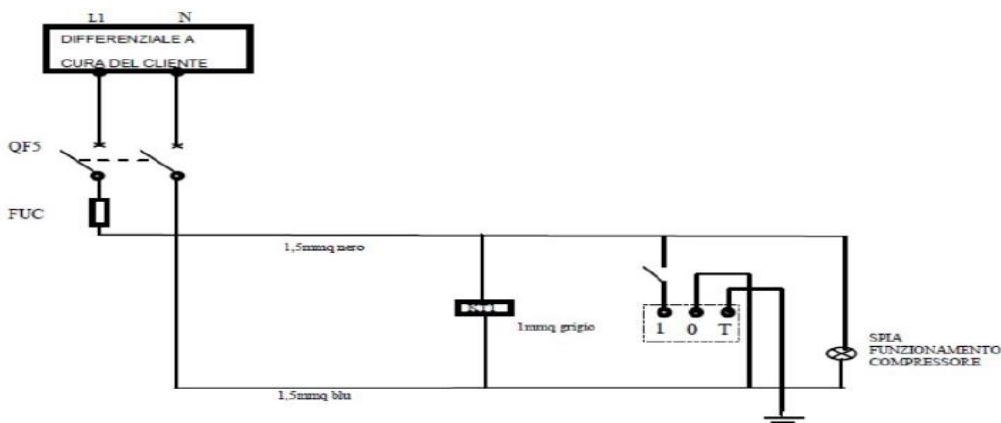 L1 N
DIFFERENZIALE A
CURA DEL CLIENTE
QF5
FUC
1,5mmq nero
KT1
1mmq grigio
1 0 T
SPIA
FUNZIONAMENTO
COMPRESSORE
1,5mmq blu